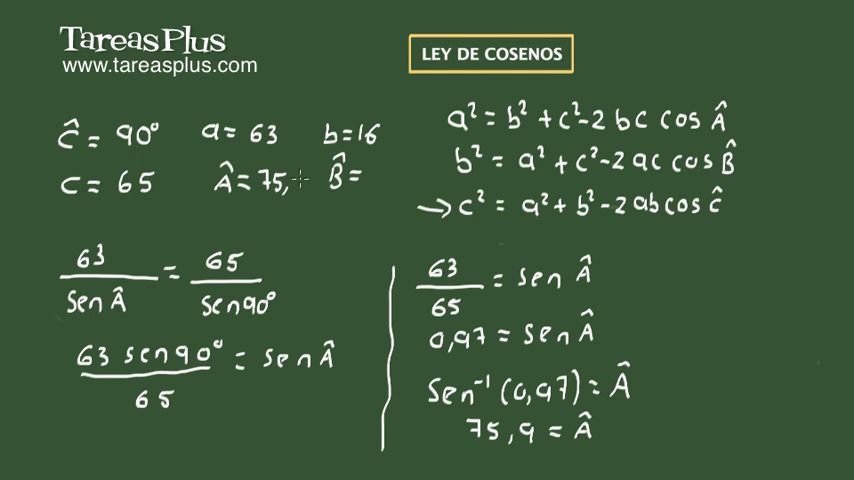 TareasPlus
www.tareasplus.com
LEY DE COSENOS
Ĉ = 90° a = 63 b = 16
c = 65 Â = 75, B̂ =
a² = b² + c² - 2 bc cos Â
b² = a² + c² - 2 ac cos B̂
→ c² = a² + b² - 2 ab cos ĉ
63 / sen Â = 65 / sen 90°
63 sen 90° / 65 = sen Â
63 / 65 = sen Â
0,97 = sen Â
sen⁻¹ (0,97) = Â
75,9 = Â